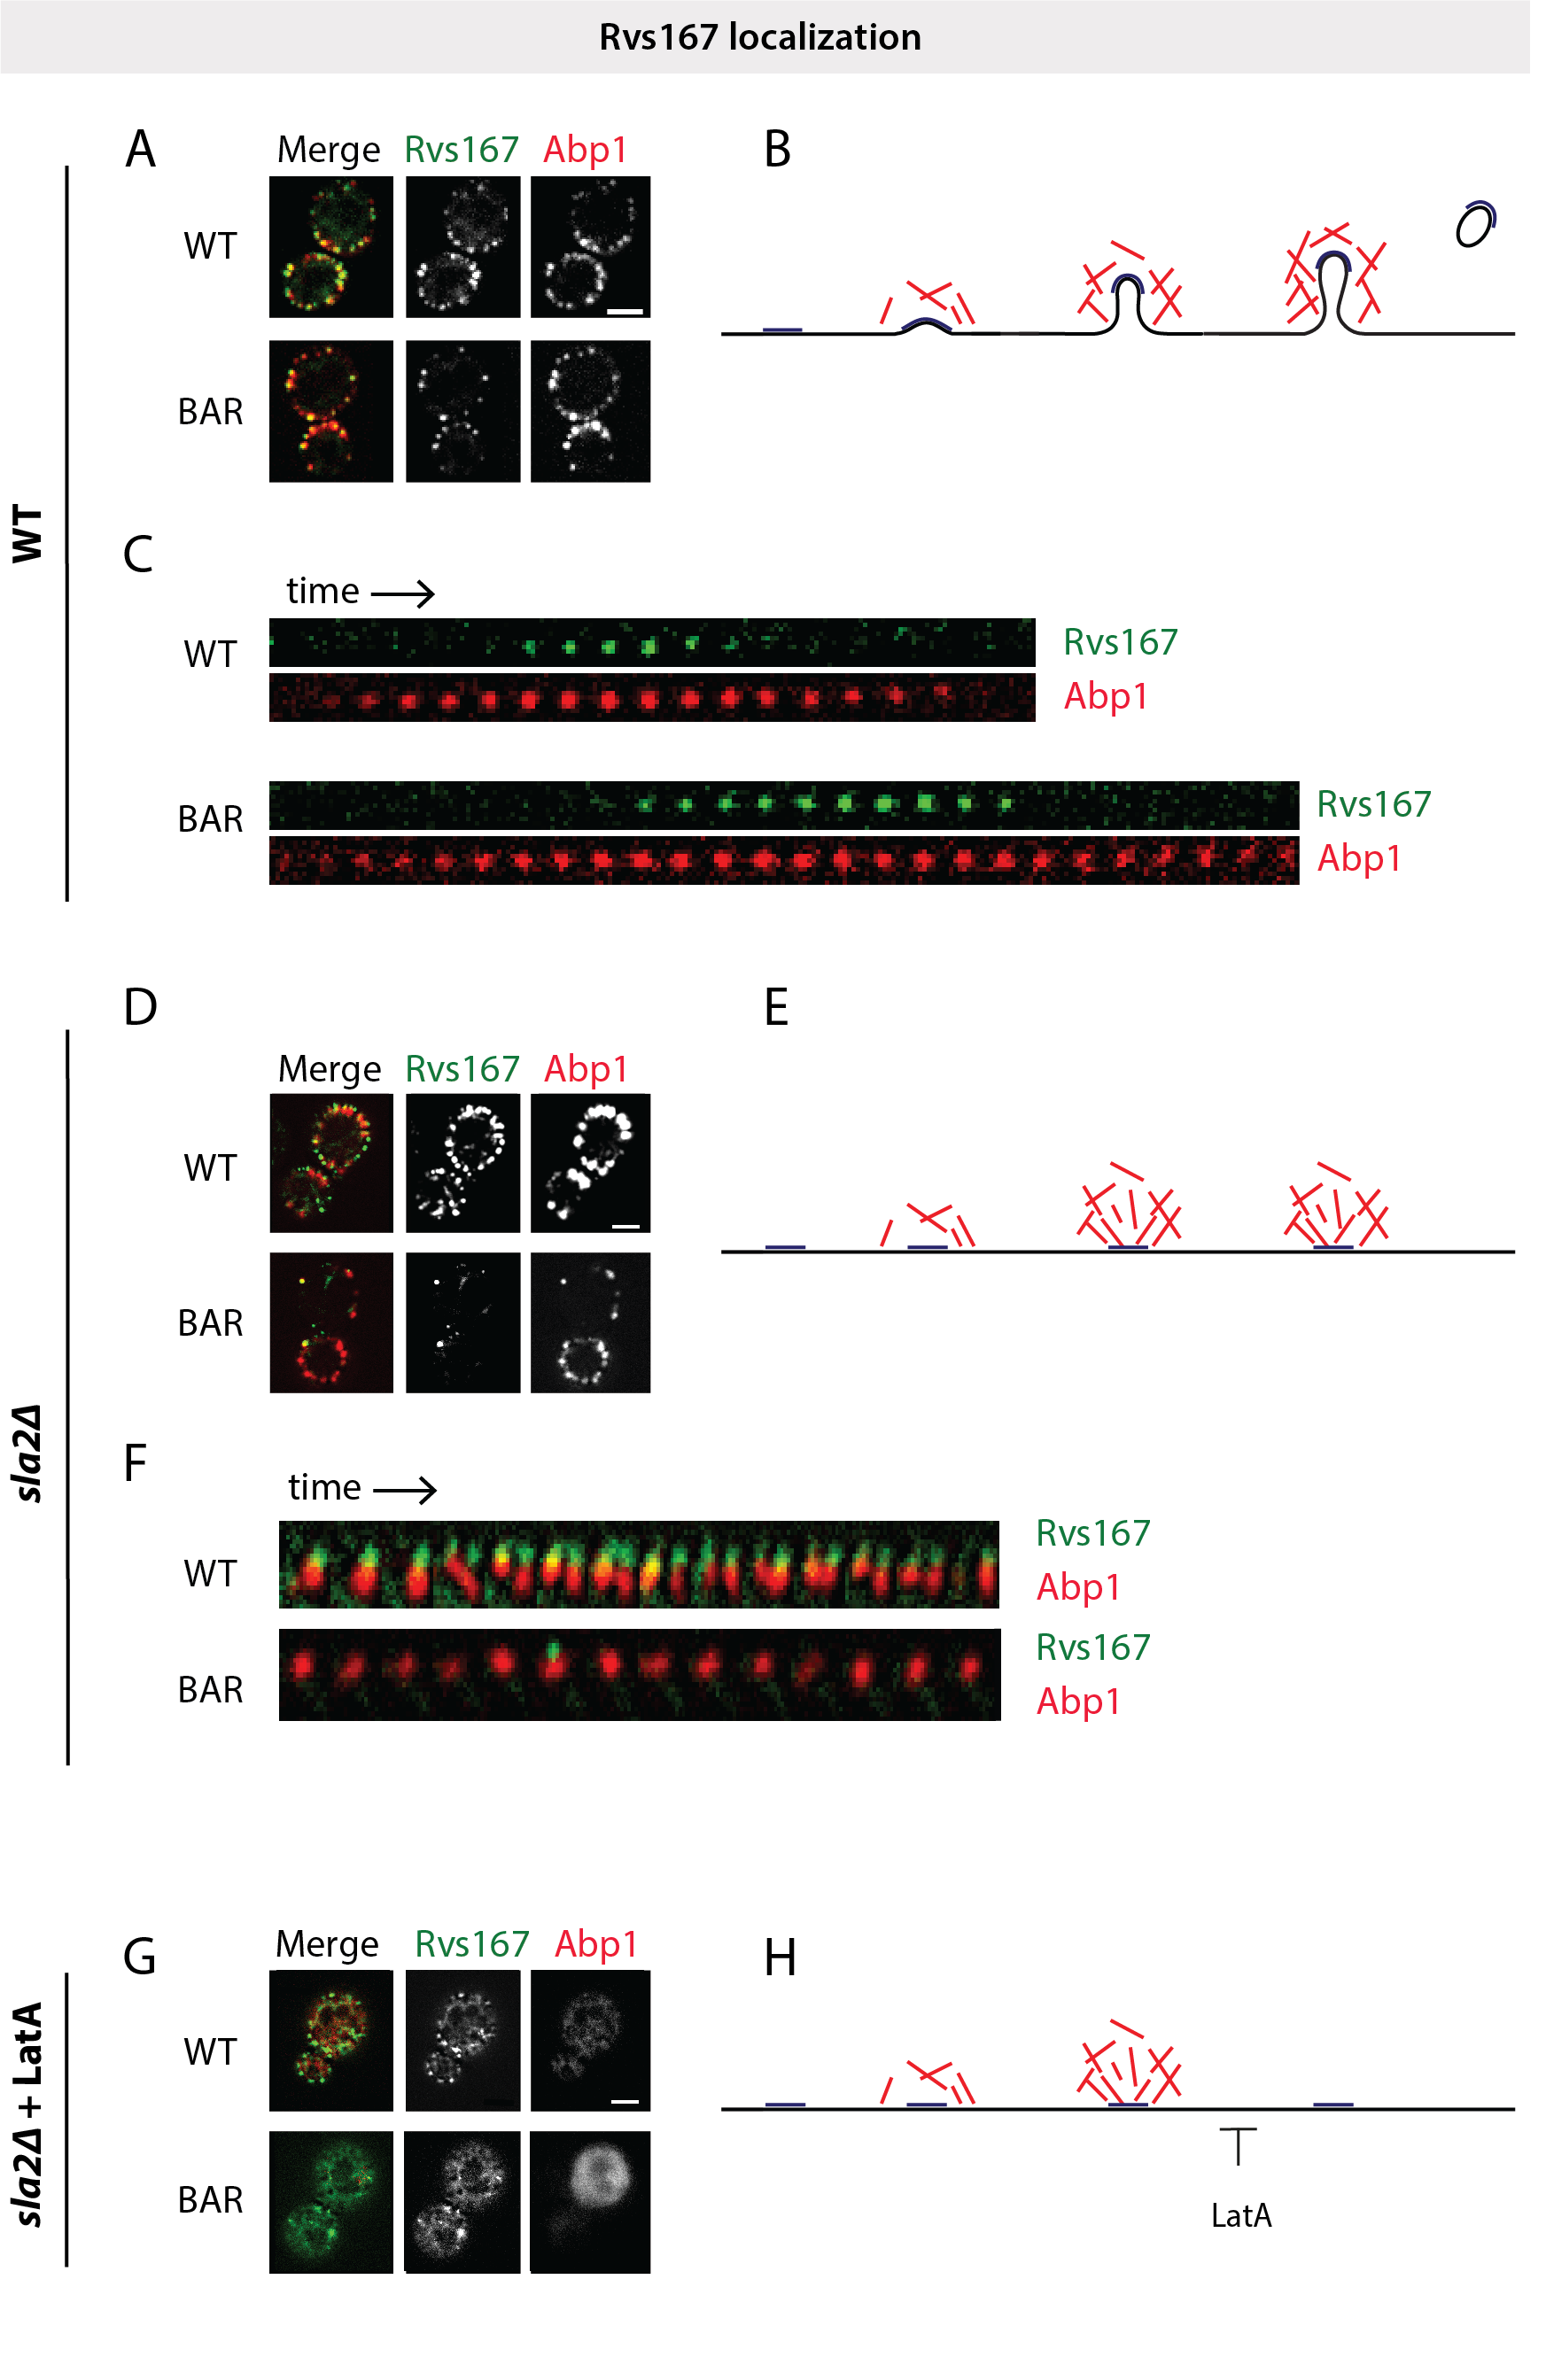 Rvs167 localization
WT
A
Merge Rvs167 Abp1
WT
BAR
B
C
time
WT
Rvs167
Abp1
BAR
Rvs167
Abp1
sla2Δ
D
Merge Rvs167 Abp1
WT
BAR
E
F
time
WT
Rvs167
Abp1
BAR
Rvs167
Abp1
sla2Δ + LatA
G
Merge Rvs167 Abp1
WT
BAR
H
LatA